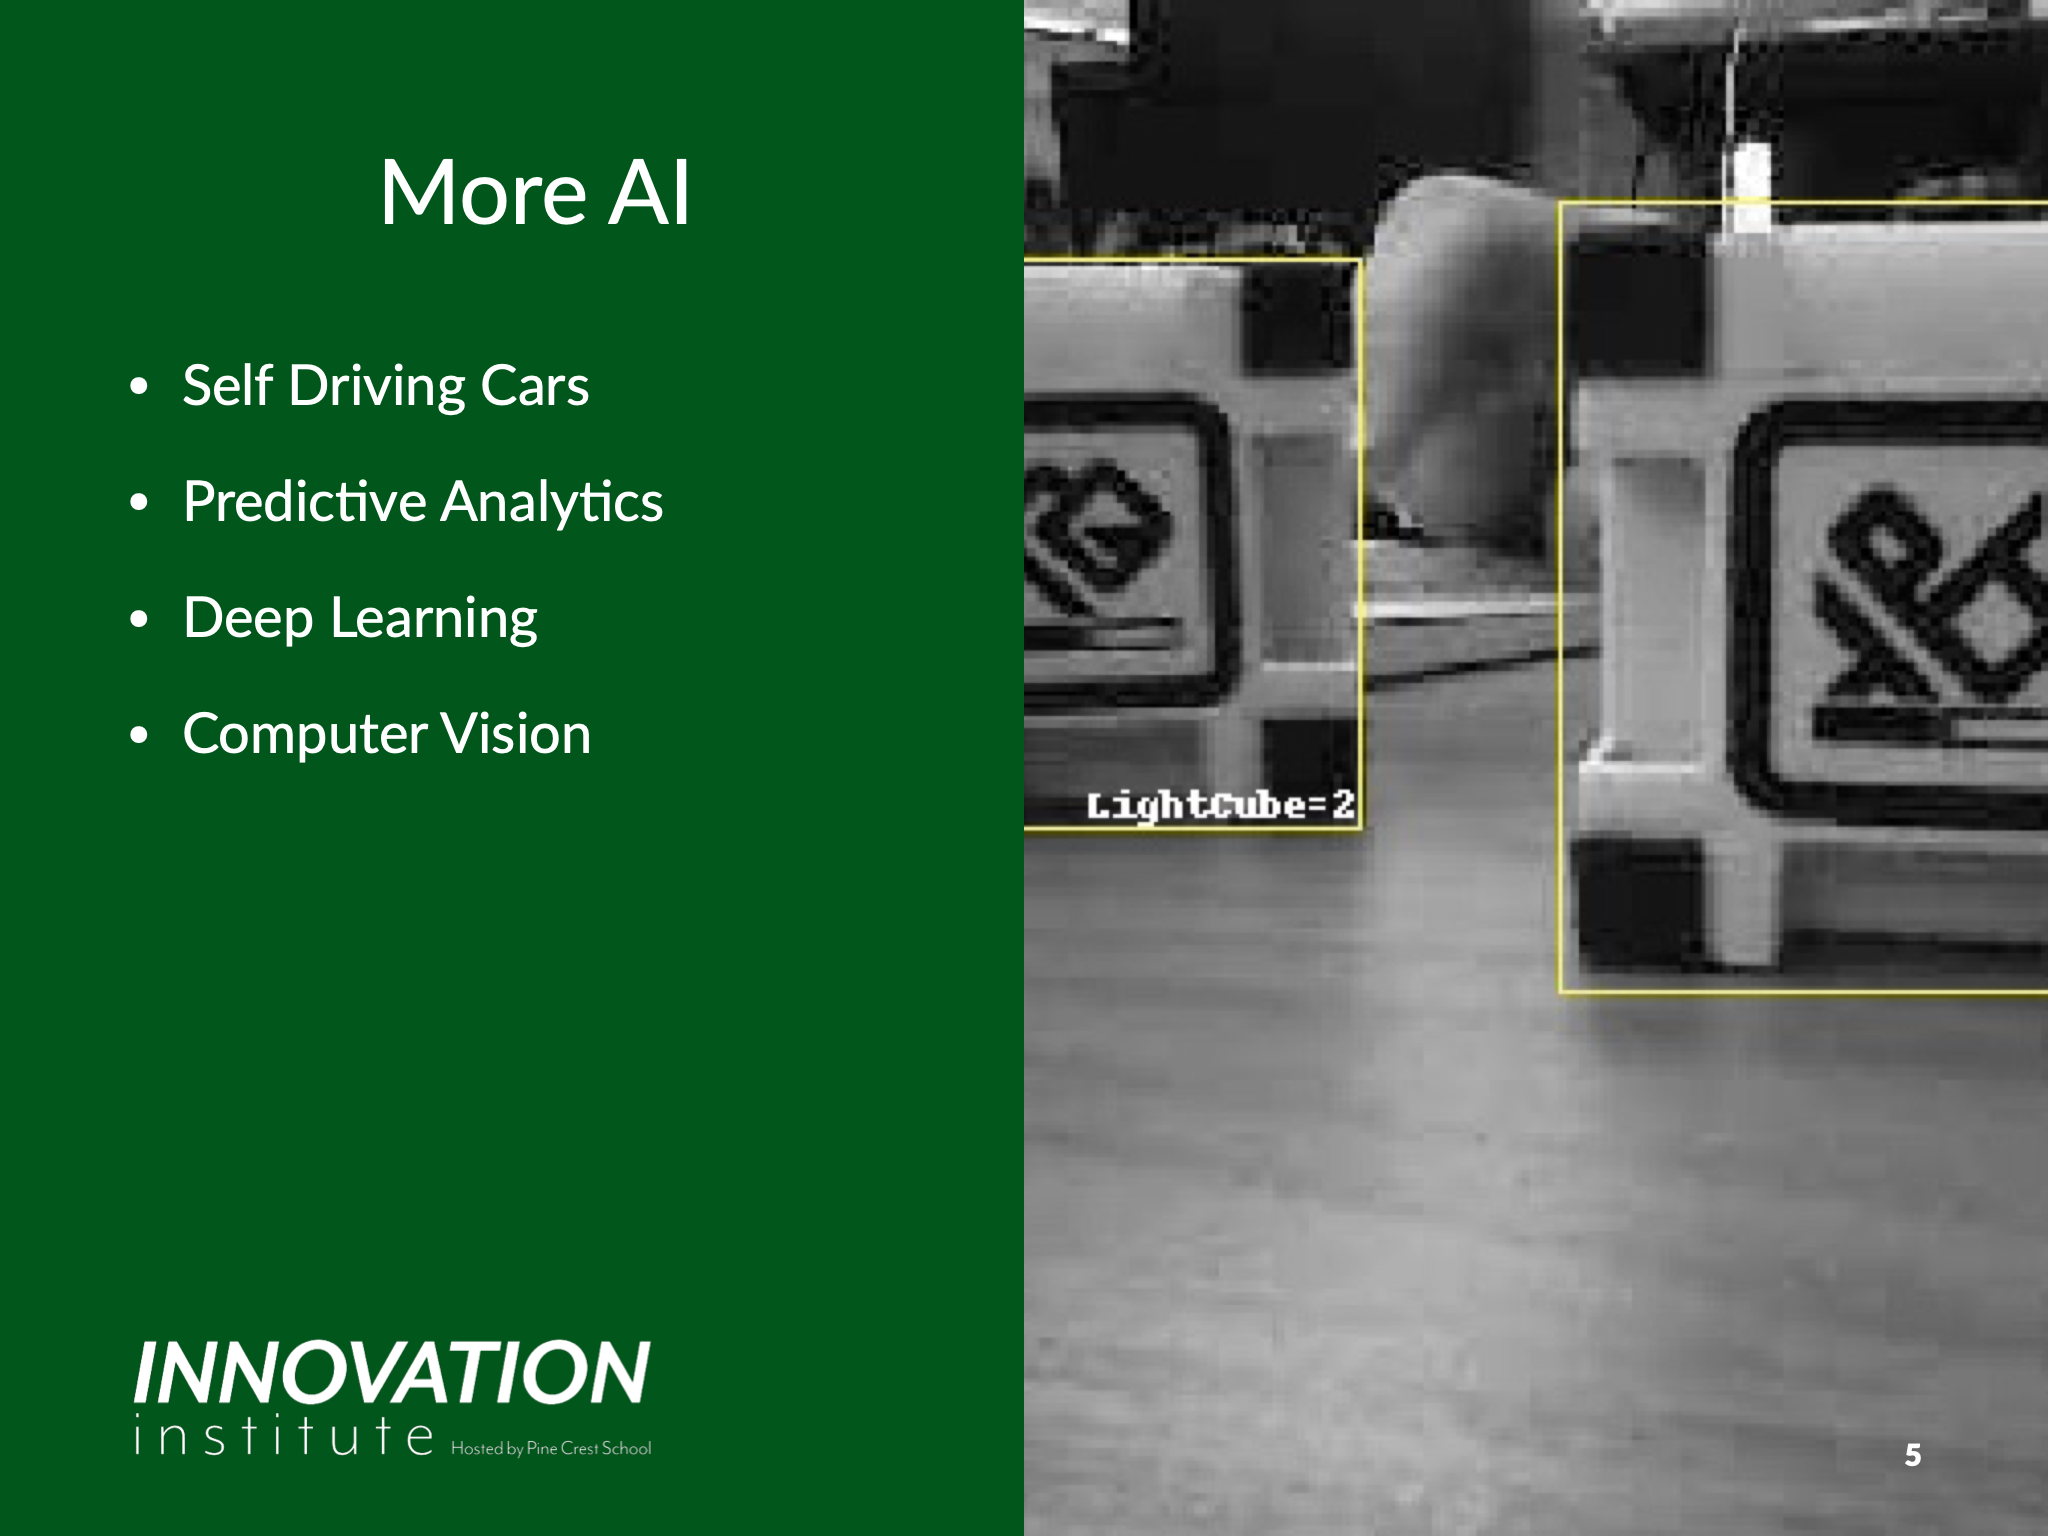 More AI
• Self Driving Cars
• Predictive Analytics
• Deep Learning
• Computer Vision
LightCube=2
INNOVATION
institute Hosted by Pine Crest School
5